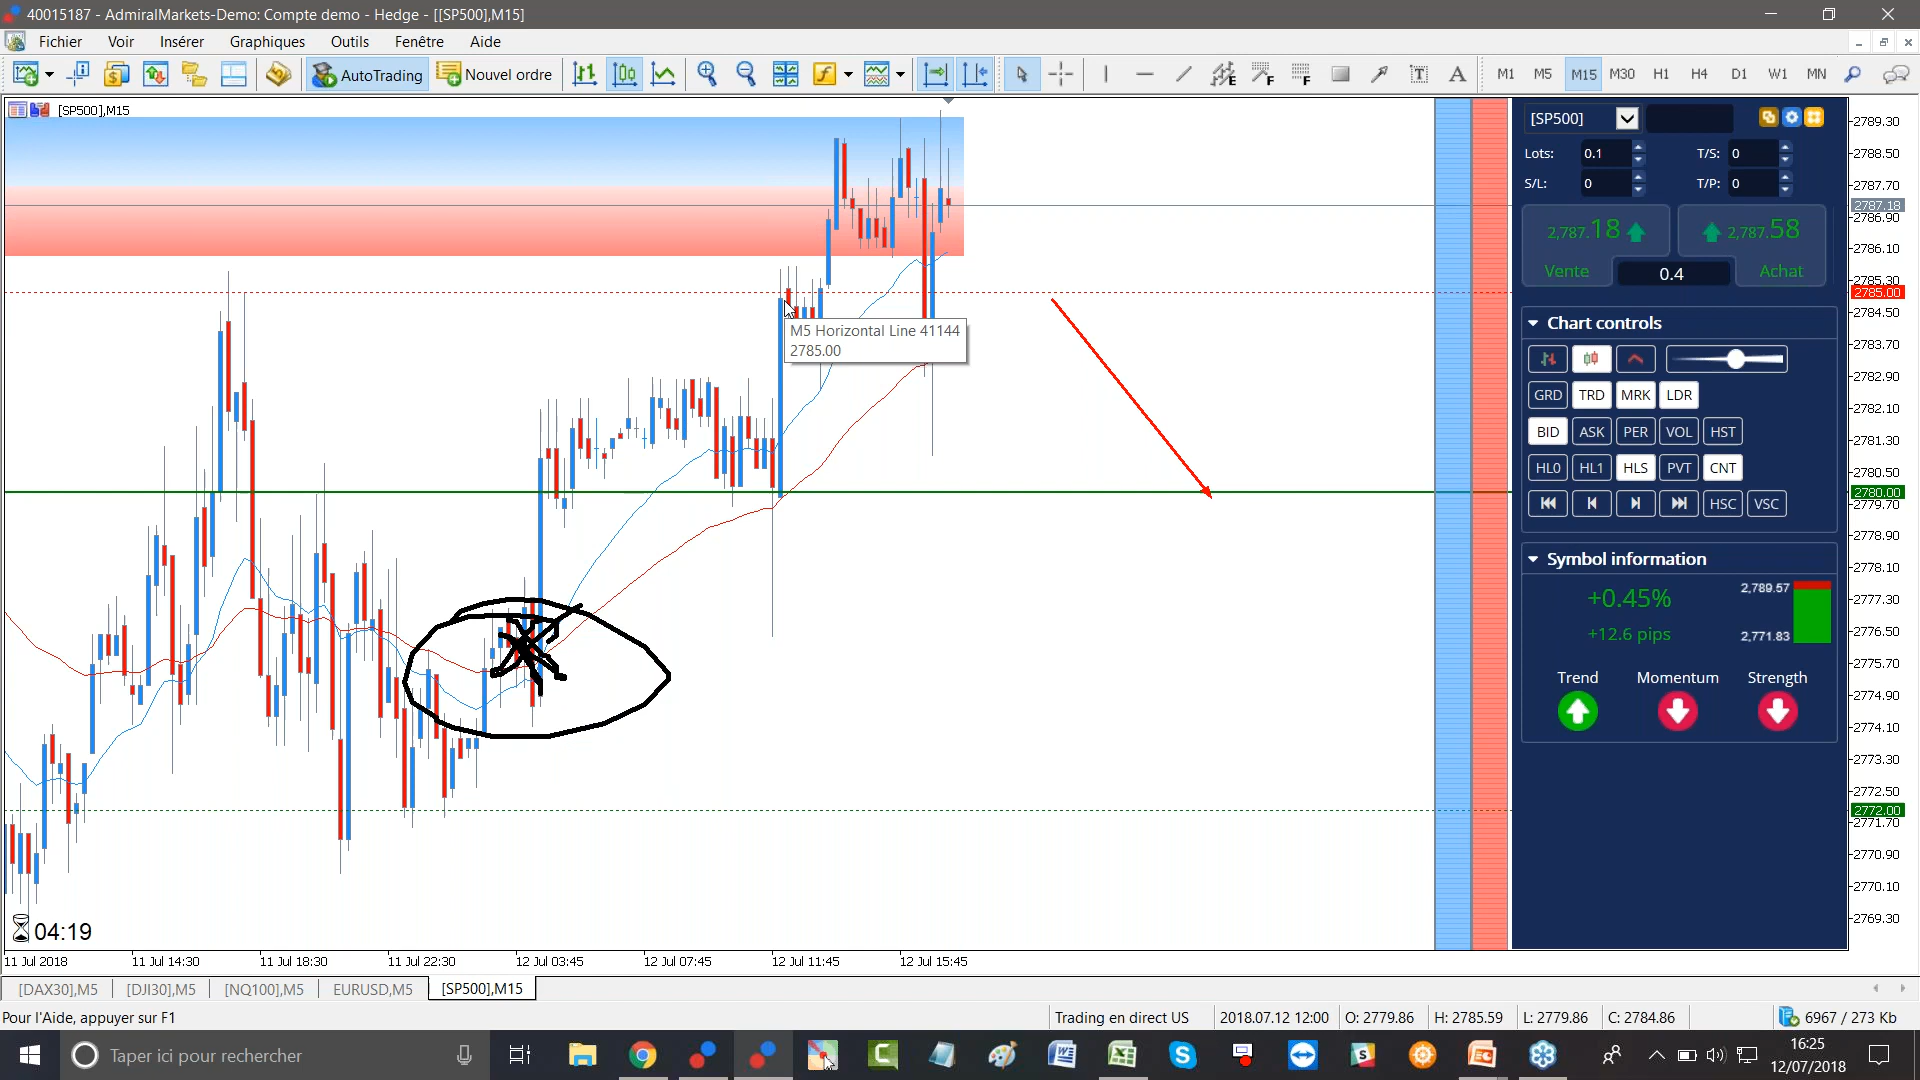 40015187 - AdmiralMarkets-Demo: Compte demo - Hedge - [[SP500],M15]
Fichier Voir Insérer Graphiques Outils Fenêtre Aide
AutoTrading Nouvel ordre E F F T A M1 M5 M15 M30 H1 H4 D1 W1 MN
[SP500],M15
[SP500]
Lots: 0.1 T/S: 0
S/L: 0 T/P: 0
2,787.18 2,787.58
Vente 0.4 Achat
Chart controls
GRD TRD MRK LDR
BID ASK PER VOL HST
HL0 HL1 HLS PVT CNT
HSC VSC
Symbol information
+0.45% 2,789.57
+12.6 pips 2,771.83
Trend Momentum Strength
2789.30
2788.50
2787.70
2787.18
2786.90
2786.10
2785.30
2785.00
2784.50
2783.70
2782.90
2782.10
2781.30
2780.50
2780.00
2779.70
2778.90
2778.10
2777.30
2776.50
2775.70
2774.90
2774.10
2773.30
2772.50
2772.00
2771.70
2770.90
2770.10
2769.30
M5 Horizontal Line 41144
2785.00
04:19
11 Jul 2018 11 Jul 14:30 11 Jul 18:30 11 Jul 22:30 12 Jul 03:45 12 Jul 07:45 12 Jul 11:45 12 Jul 15:45
[DAX30],M5 [DJI30],M5 [NQ100],M5 EURUSD,M5 [SP500],M15
Pour l'Aide, appuyer sur F1 Trading en direct US 2018.07.12 12:00 O: 2779.86 H: 2785.59 L: 2779.86 C: 2784.86 6967 / 273 Kb
Taper ici pour rechercher 16:25
12/07/2018